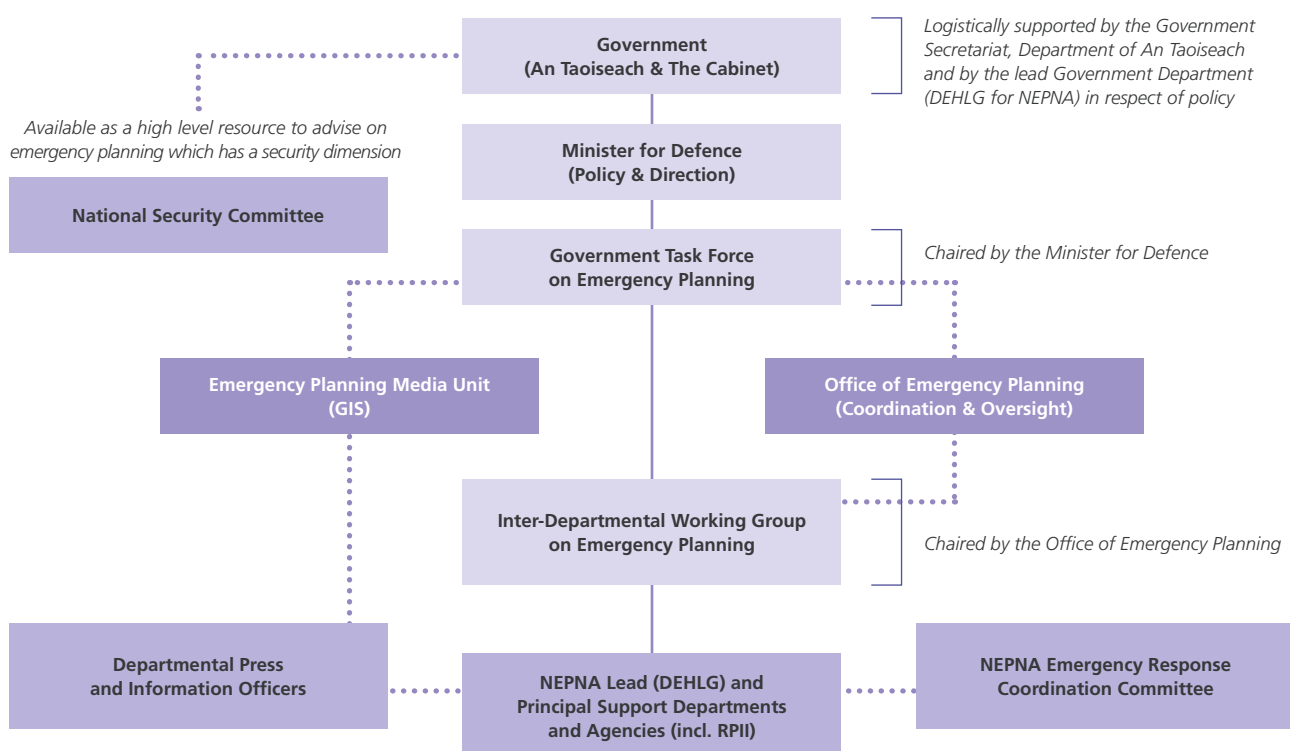 Government
(An Taoiseach & The Cabinet)
Logistically supported by the Government
Secretariat, Department of An Taoiseach
and by the lead Government Department
(DEHLG for NEPNA) in respect of policy
Available as a high level resource to advise on
emergency planning which has a security dimension
National Security Committee
Minister for Defence
(Policy & Direction)
Government Task Force
on Emergency Planning
Chaired by the Minister for Defence
Emergency Planning Media Unit
(GIS)
Office of Emergency Planning
(Coordination & Oversight)
Inter-Departmental Working Group
on Emergency Planning
Chaired by the Office of Emergency Planning
Departmental Press
and Information Officers
NEPNA Lead (DEHLG) and
Principal Support Departments
and Agencies (incl. RPII)
NEPNA Emergency Response
Coordination Committee